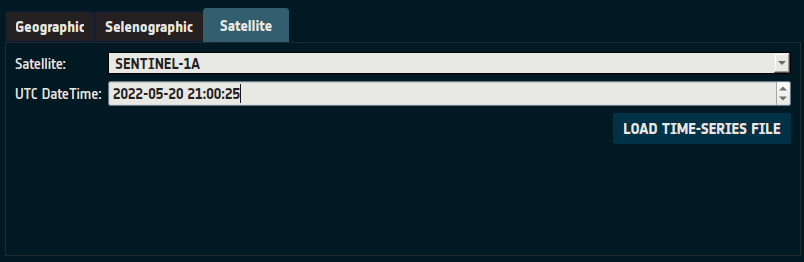 Geographic Selenographic Satellite
Satellite: SENTINEL-1A
UTC DateTime: 2022-05-20 21:00:25
LOAD TIME-SERIES FILE